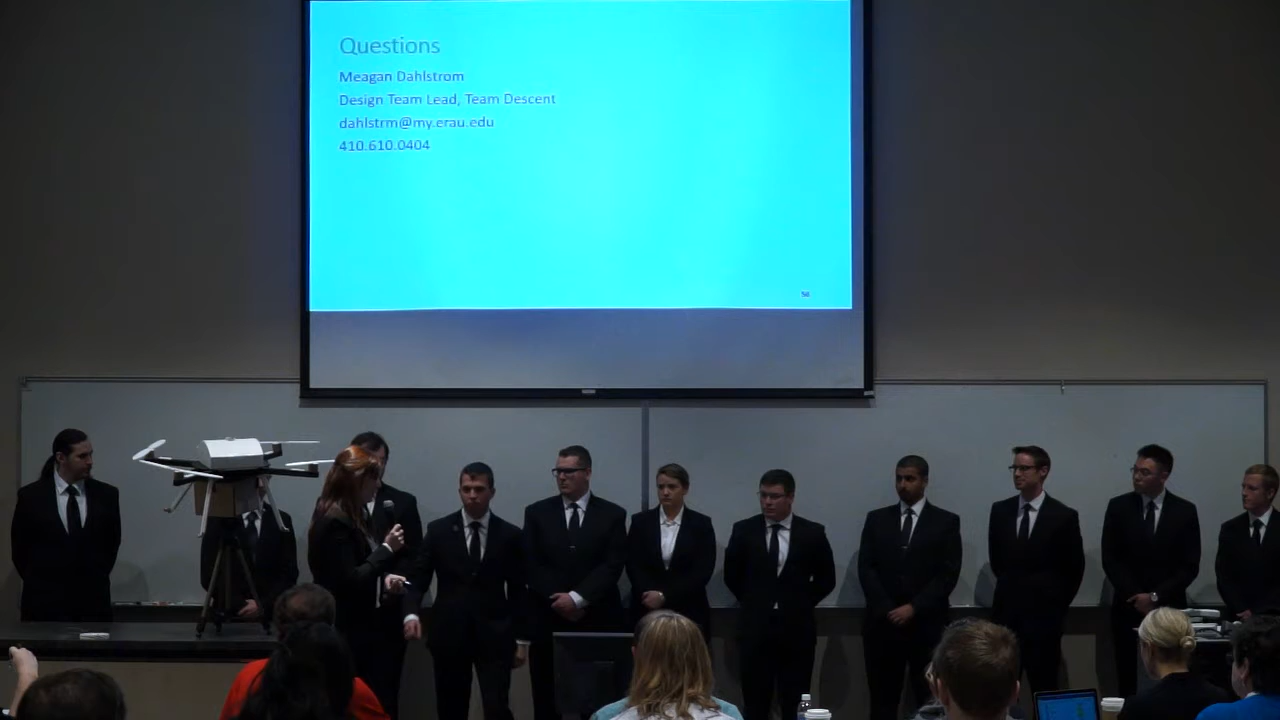 Questions
Meagan Dahlstrom
Design Team Lead, Team Descent
dahlstrm@my.erau.edu
410.610.0404